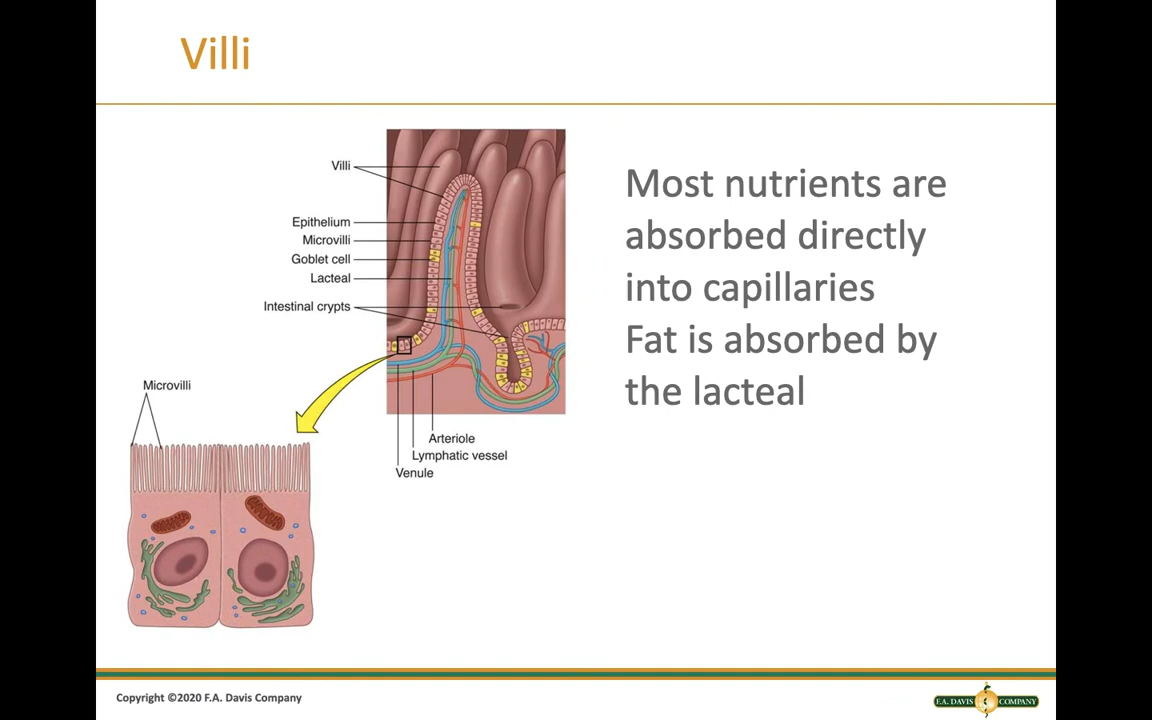 Villi
Villi
Epithelium
Microvilli
Goblet cell
Lacteal
Intestinal crypts
Most nutrients are
absorbed directly
into capillaries
Fat is absorbed by
the lacteal
Microvilli
Arteriole
Lymphatic vessel
Venule
Copyright ©2020 F.A. Davis Company
F.A. DAVIS COMPANY